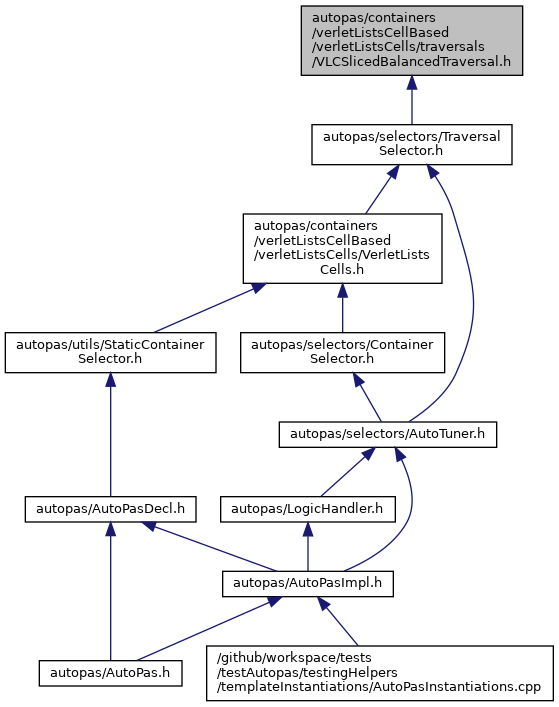 autopas/containers
/verletListsCellBased
/verletListsCells/traversals
/VLCSlicedBalancedTraversal.h
autopas/selectors/Traversal
Selector.h
autopas/containers
/verletListsCellBased
/verletListsCells/VerletLists
Cells.h
autopas/utils/StaticContainer
Selector.h
autopas/selectors/Container
Selector.h
autopas/selectors/AutoTuner.h
autopas/AutoPasDecl.h
autopas/LogicHandler.h
autopas/AutoPasImpl.h
autopas/AutoPas.h
/github/workspace/tests
/testAutopas/testingHelpers
/templateInstantiations/AutoPasInstantiations.cpp